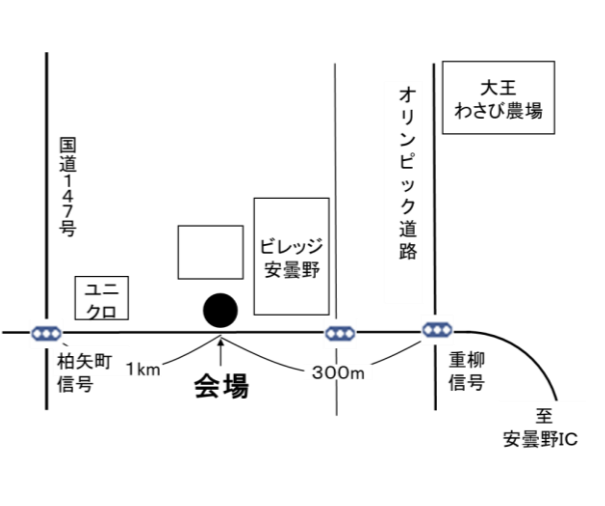 国道147号
オリンピック道路
大王
わさび農場
ビレッジ
安曇野
ユニ
クロ
柏矢町
信号
1km
会場
300m
重柳
信号
至
安曇野IC